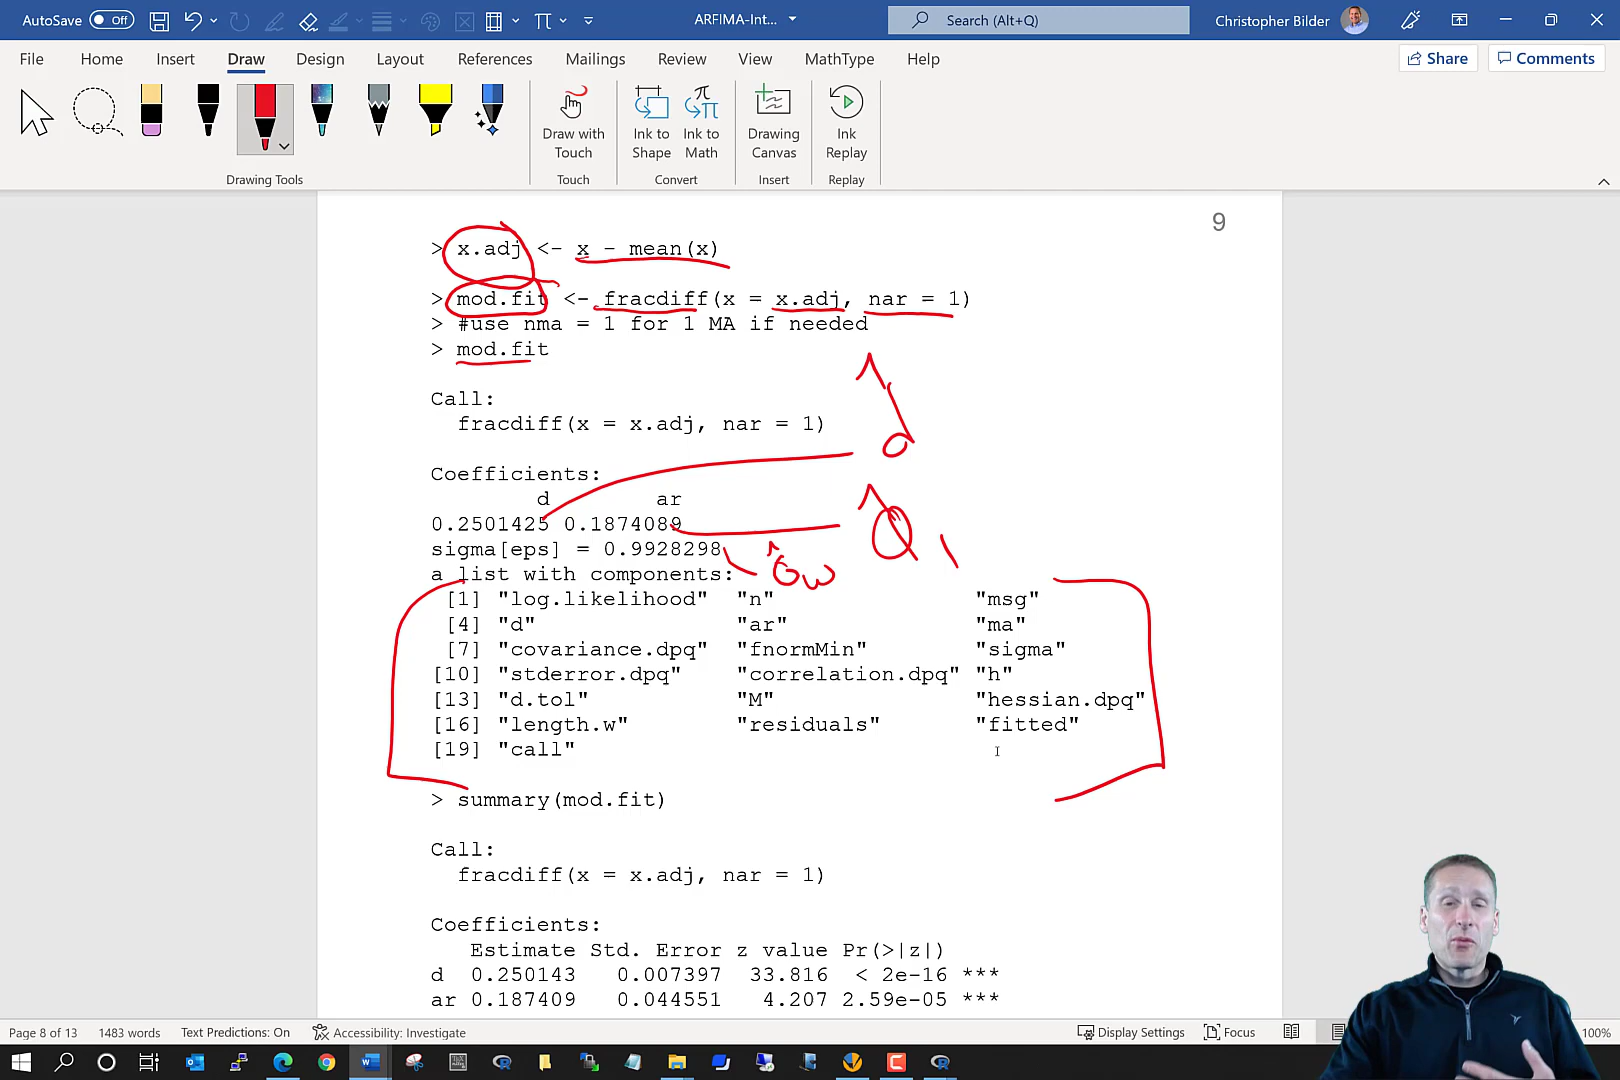 AutoSave Off ARFIMA-Int... Search (Alt+Q) Christopher Bilder
File Home Insert Draw Design Layout References Mailings Review View MathType Help Share Comments
Draw with Touch Ink to Shape Ink to Math Drawing Canvas Ink Replay
Drawing Tools Touch Convert Insert Replay
9
> x.adj <- x - mean(x)
> mod.fit <- fracdiff(x = x.adj, nar = 1)
> #use nma = 1 for 1 MA if needed
> mod.fit
Call:
fracdiff(x = x.adj, nar = 1)
Coefficients:
d ar
0.2501425 0.1874089
sigma[eps] = 0.9928298
a list with components:
[1] "log.likelihood" "n" "msg"
[4] "d" "ar" "ma"
[7] "covariance.dpq" "fnormMin" "sigma"
[10] "stderror.dpq" "correlation.dpq" "h"
[13] "d.tol" "M" "hessian.dpq"
[16] "length.w" "residuals" "fitted"
[19] "call"
> summary(mod.fit)
Call:
fracdiff(x = x.adj, nar = 1)
Coefficients:
Estimate Std. Error z value Pr(>|z|)
d 0.250143 0.007397 33.816 < 2e-16 ***
ar 0.187409 0.044551 4.207 2.59e-05 ***
Page 8 of 13 1483 words Text Predictions: On Accessibility: Investigate Display Settings Focus 100%